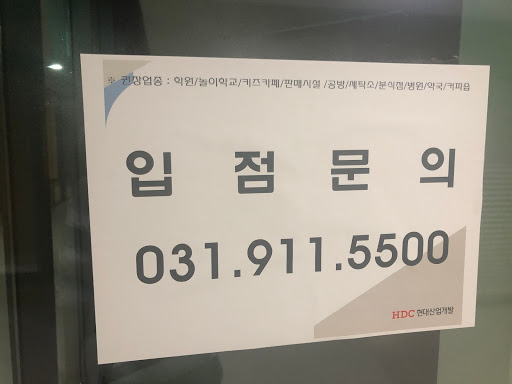 ※ 권장업종 : 학원/놀이학교/키즈카페/판매시설 /공방/세탁소/분식점/병원/약국/커피숍
입 점 문 의
031.911.5500
HDC 현대산업개발